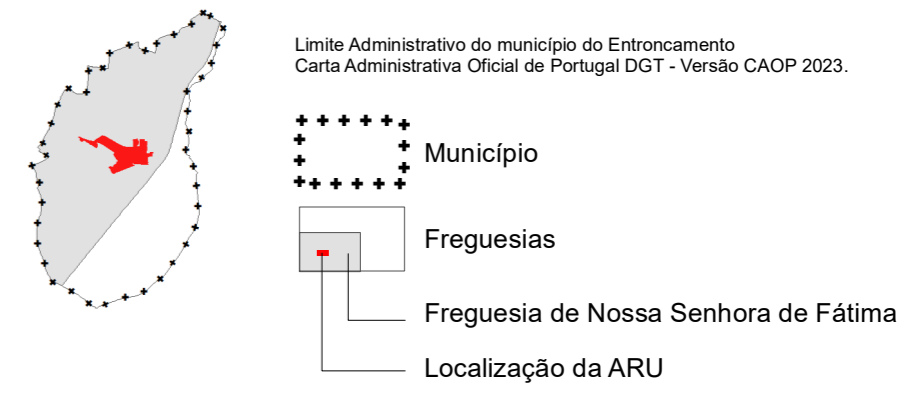 Limite Administrativo do município do Entroncamento
Carta Administrativa Oficial de Portugal DGT - Versão CAOP 2023.
Município
Freguesias
Freguesia de Nossa Senhora de Fátima
Localização da ARU